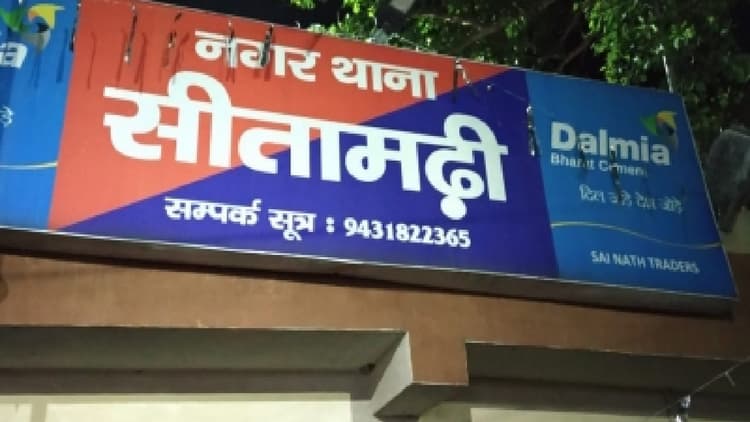 नगर थाना
सीतामढ़ी
सम्पर्क सूत्र : 9431822365
Dalmia
Bharat Cement
दिल जोड़े देश जोड़े
SAI NATH TRADERS